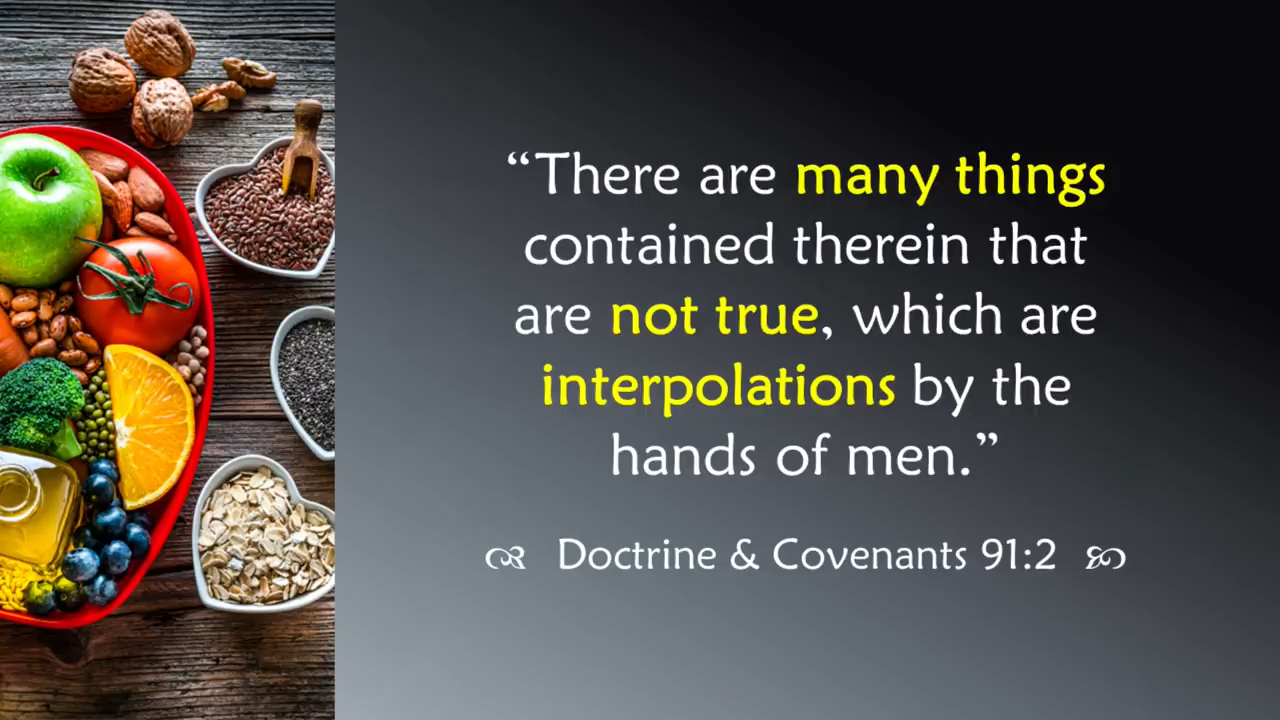 “There are many things
contained therein that
are not true, which are
interpolations by the
hands of men.”
Doctrine & Covenants 91:2